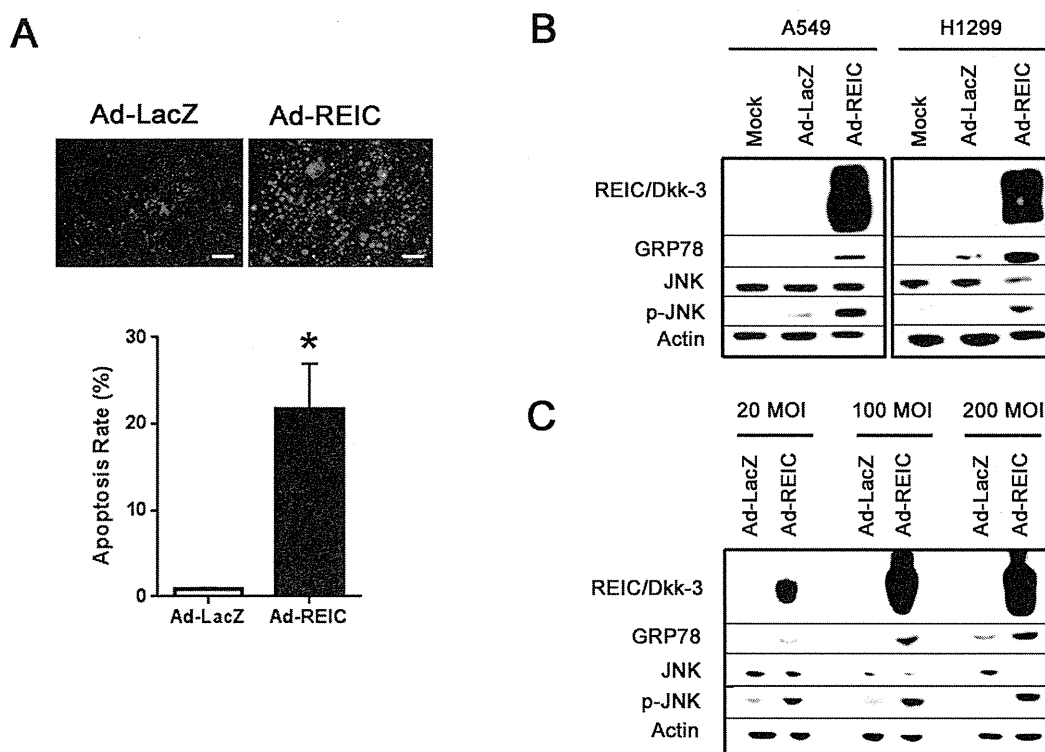 A
Ad-LacZ Ad-REIC
30
20
10
0
Apoptosis Rate (%)
*
Ad-LacZ Ad-REIC
B
A549 H1299
Mock Ad-LacZ Ad-REIC Mock Ad-LacZ Ad-REIC
REIC/Dkk-3
GRP78
JNK
p-JNK
Actin
C
20 MOI 100 MOI 200 MOI
Ad-LacZ Ad-REIC Ad-LacZ Ad-REIC Ad-LacZ Ad-REIC
REIC/Dkk-3
GRP78
JNK
p-JNK
Actin